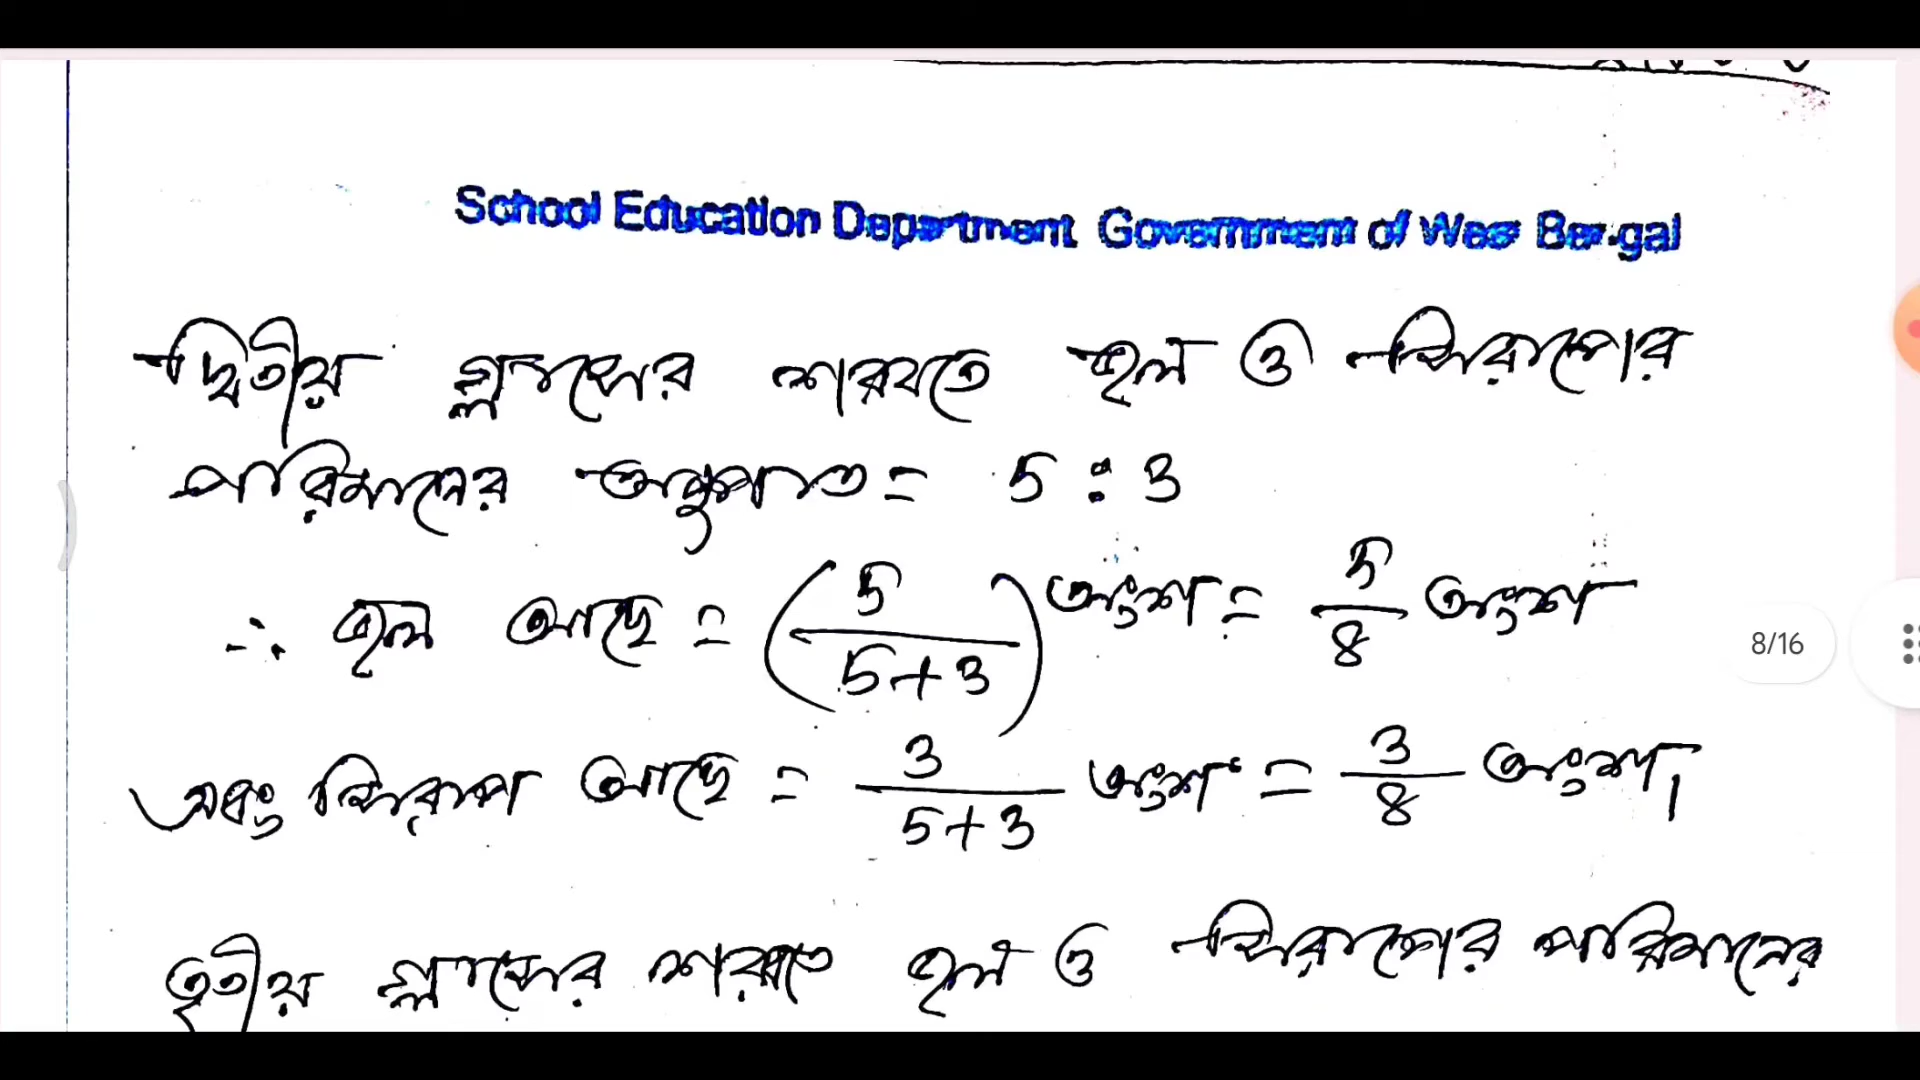 School Education Department Government of West Bengal
দ্বিতীয় গ্লাসের শরবতে জল ও সিরাপের
পরিমানের অনুপাত = 5 : 3
∴ জল আছে = (5/(5+3)) অংশ = 5/8 অংশ
এবং সিরাপ আছে = 3/(5+3) অংশ = 3/8 অংশ।
তৃতীয় গ্লাসের শরবতে জল ও সিরাপের পরিমানের
8/16